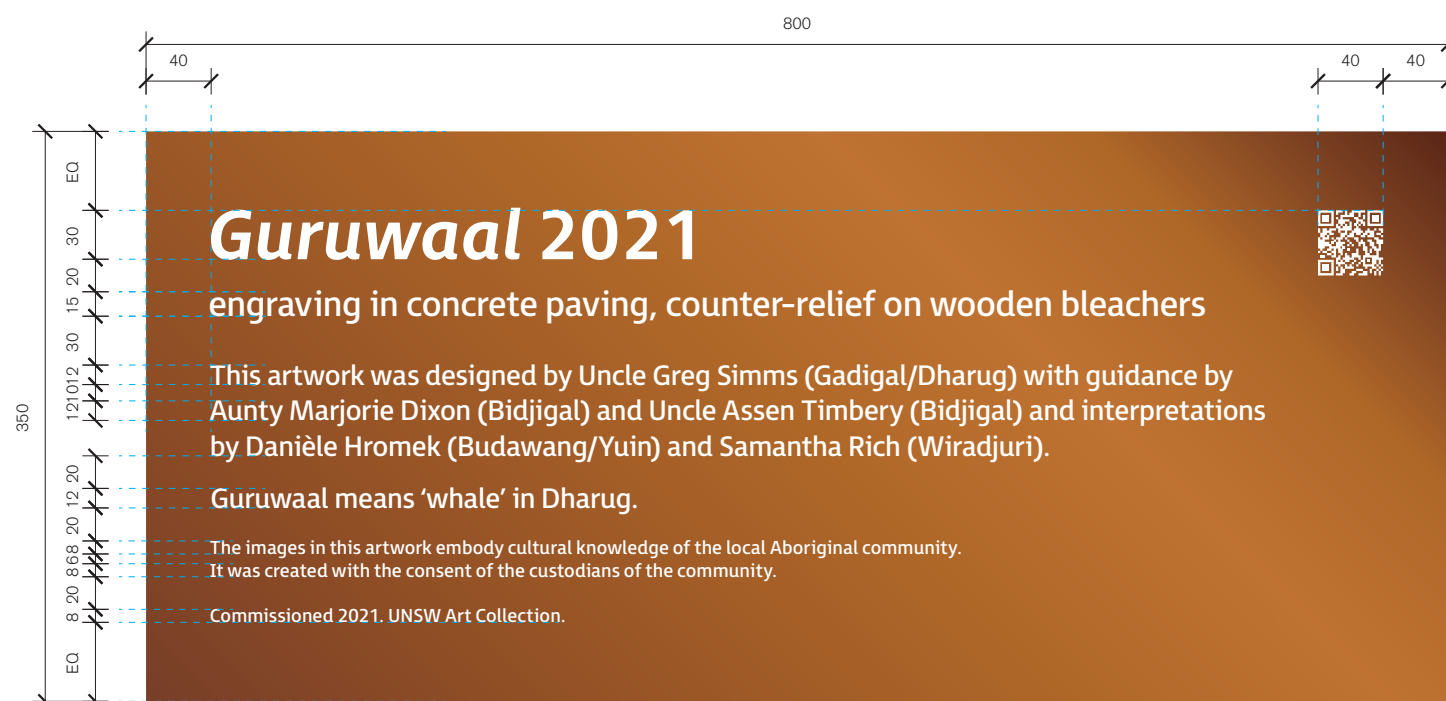 800
40
40
40
EQ
30
20
15
30
12
10
12
350
20
12
20
8
6
8
20
8
EQ
Guruwaal 2021
engraving in concrete paving, counter-relief on wooden bleachers
This artwork was designed by Uncle Greg Simms (Gadigal/Dharug) with guidance by
Aunty Marjorie Dixon (Bidjigal) and Uncle Assen Timbery (Bidjigal) and interpretations
by Danièle Hromek (Budawang/Yuin) and Samantha Rich (Wiradjuri).
Guruwaal means ‘whale’ in Dharug.
The images in this artwork embody cultural knowledge of the local Aboriginal community.
It was created with the consent of the custodians of the community.
Commissioned 2021. UNSW Art Collection.